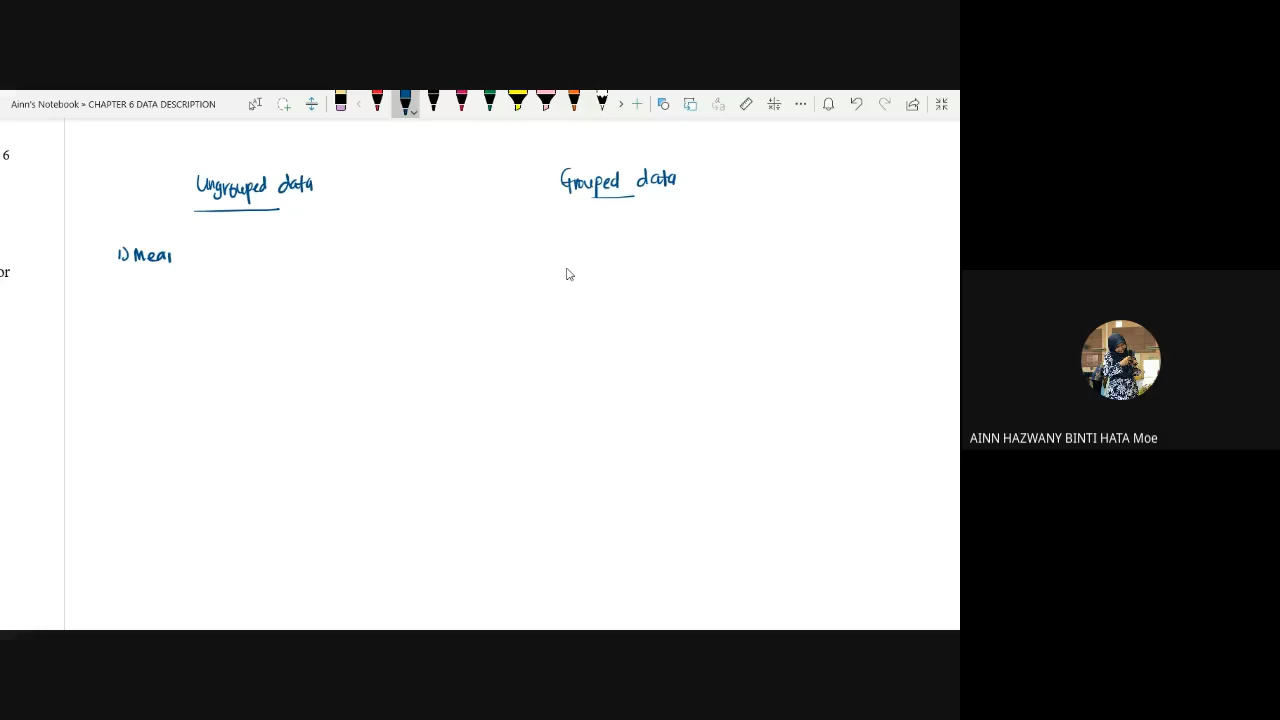 Ainn's Notebook » CHAPTER 6 DATA DESCRIPTION
6
Ungrouped data
Grouped data
1) Mean
or
AINN HAZWANY BINTI HATA Moe